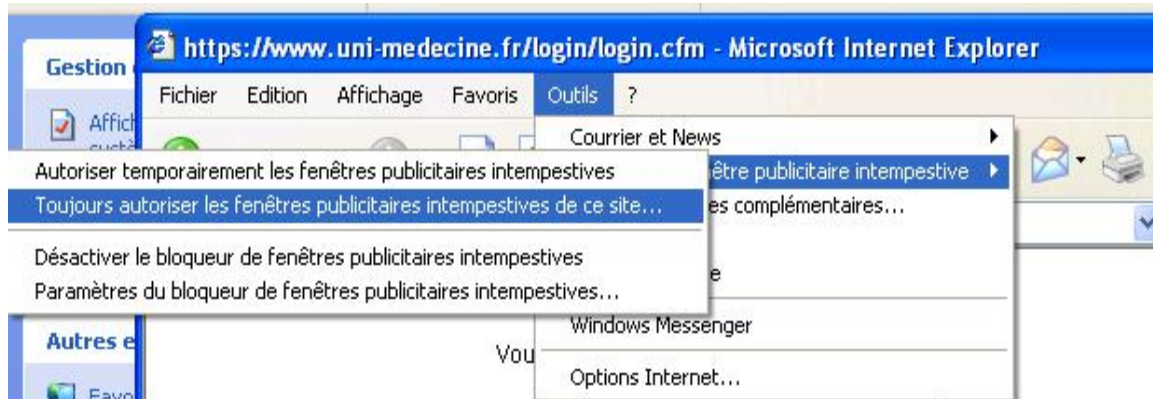 https://www.uni-medecine.fr/login/login.cfm - Microsoft Internet Explorer
Gestion
Fichier Edition Affichage Favoris Outils ?
Affich
Courrier et News
Autoriser temporairement les fenêtres publicitaires intempestives
nêtre publicitaire intempestive
Toujours autoriser les fenêtres publicitaires intempestives de ce site...
es complémentaires...
Désactiver le bloqueur de fenêtres publicitaires intempestives
e
Paramètres du bloqueur de fenêtres publicitaires intempestives...
Windows Messenger
Autres e
Vou
Options Internet...
Favo